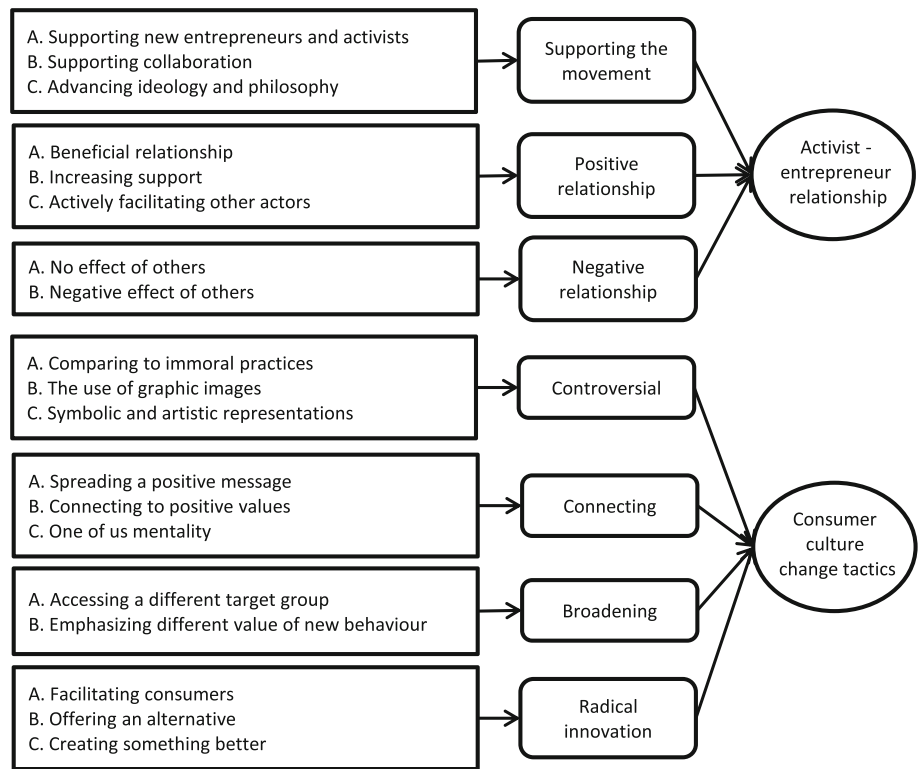 A. Supporting new entrepreneurs and activists
B. Supporting collaboration
C. Advancing ideology and philosophy
Supporting the
movement
A. Beneficial relationship
B. Increasing support
C. Actively facilitating other actors
Positive
relationship
Activist -
entrepreneur
relationship
A. No effect of others
B. Negative effect of others
Negative
relationship
A. Comparing to immoral practices
B. The use of graphic images
C. Symbolic and artistic representations
Controversial
A. Spreading a positive message
B. Connecting to positive values
C. One of us mentality
Connecting
Consumer
culture
change tactics
A. Accessing a different target group
B. Emphasizing different value of new behaviour
Broadening
A. Facilitating consumers
B. Offering an alternative
C. Creating something better
Radical
innovation